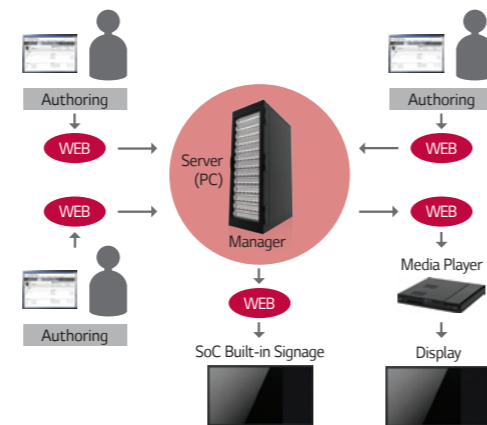 Authoring
Authoring
WEB
WEB
Server
(PC)
WEB
WEB
Manager
Media Player
WEB
Authoring
SoC Built-in Signage
Display